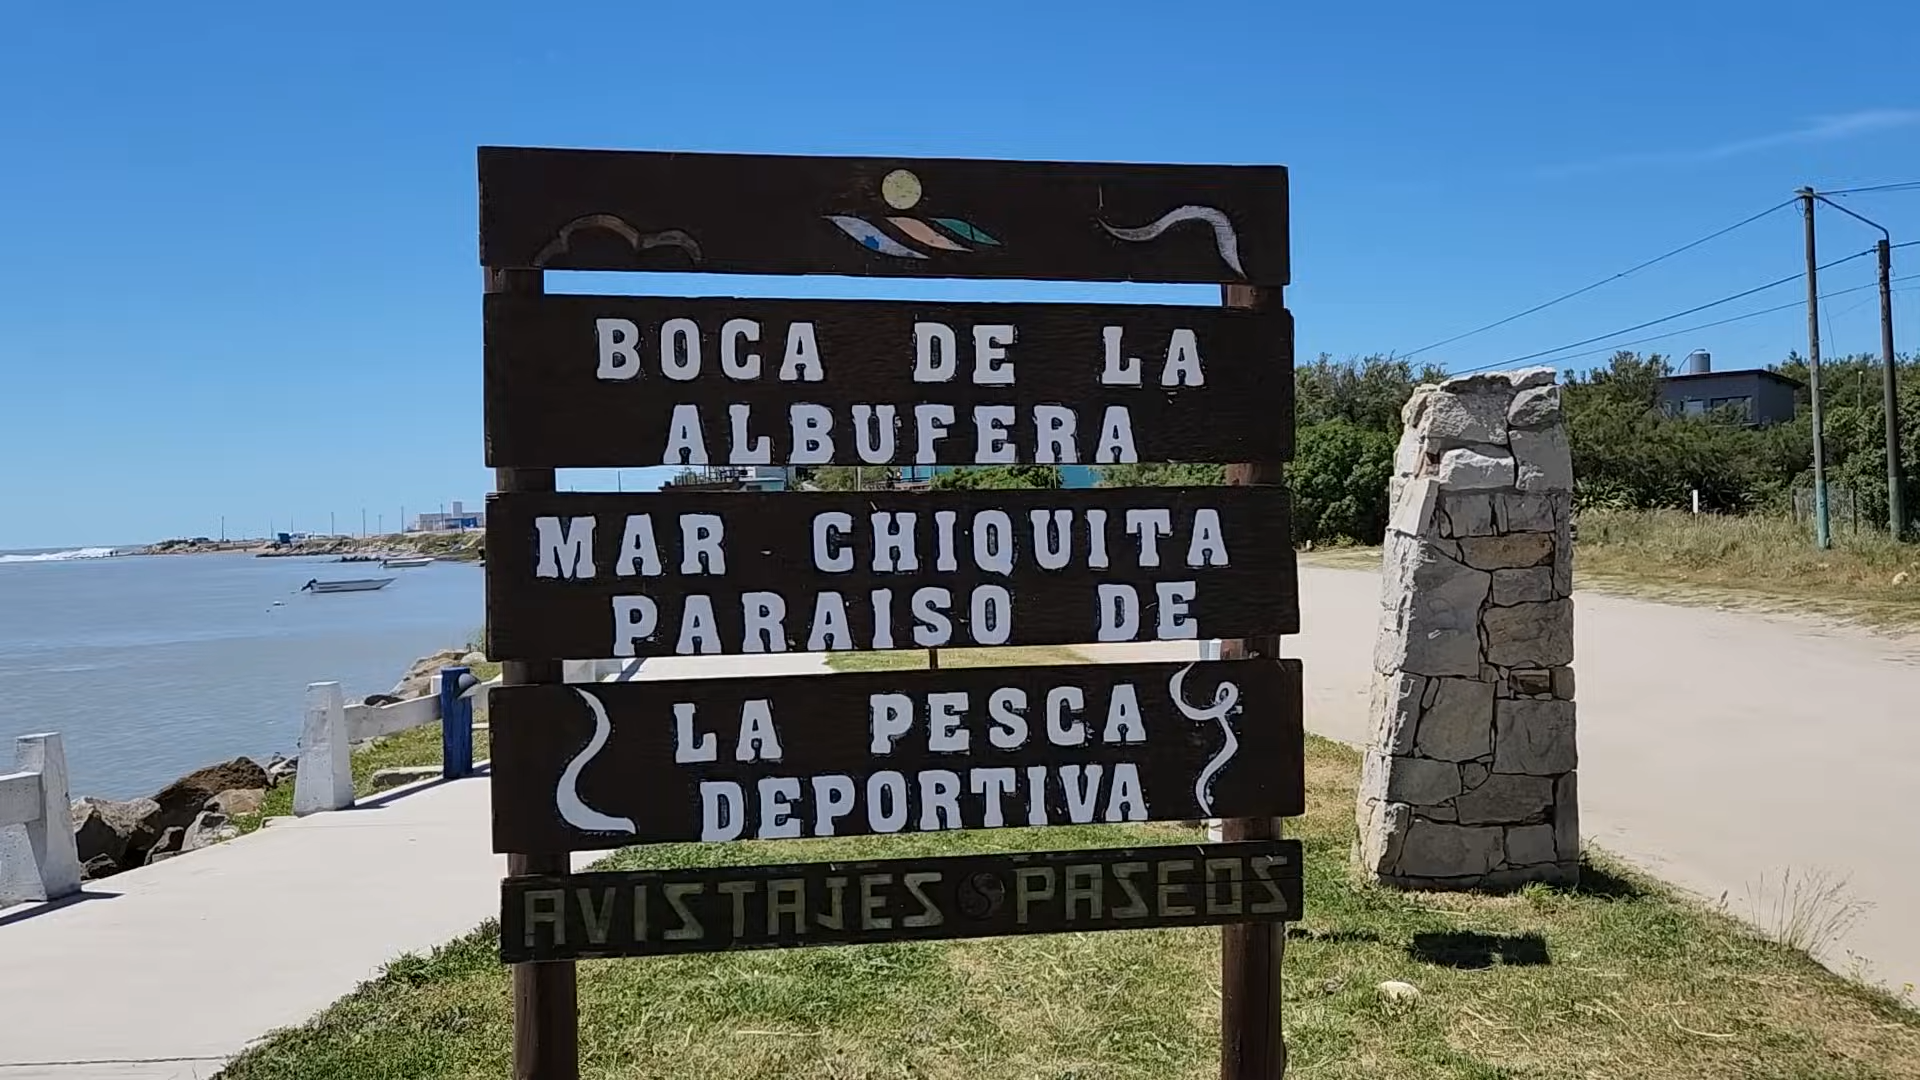 BOCA DE LA
ALBUFERA
MAR CHIQUITA
PARAISO DE
LA PESCA
DEPORTIVA
AVISTAJES PASEOS